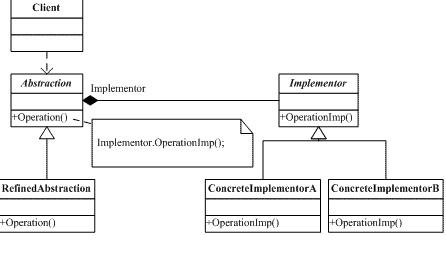 Client
Abstraction
Implementor
Implementor
+Operation()
+OperationImp()
Implementor.OperationImp();
RefinedAbstraction
ConcreteImplementorA
ConcreteImplementorB
+Operation()
+OperationImp()
+OperationImp()